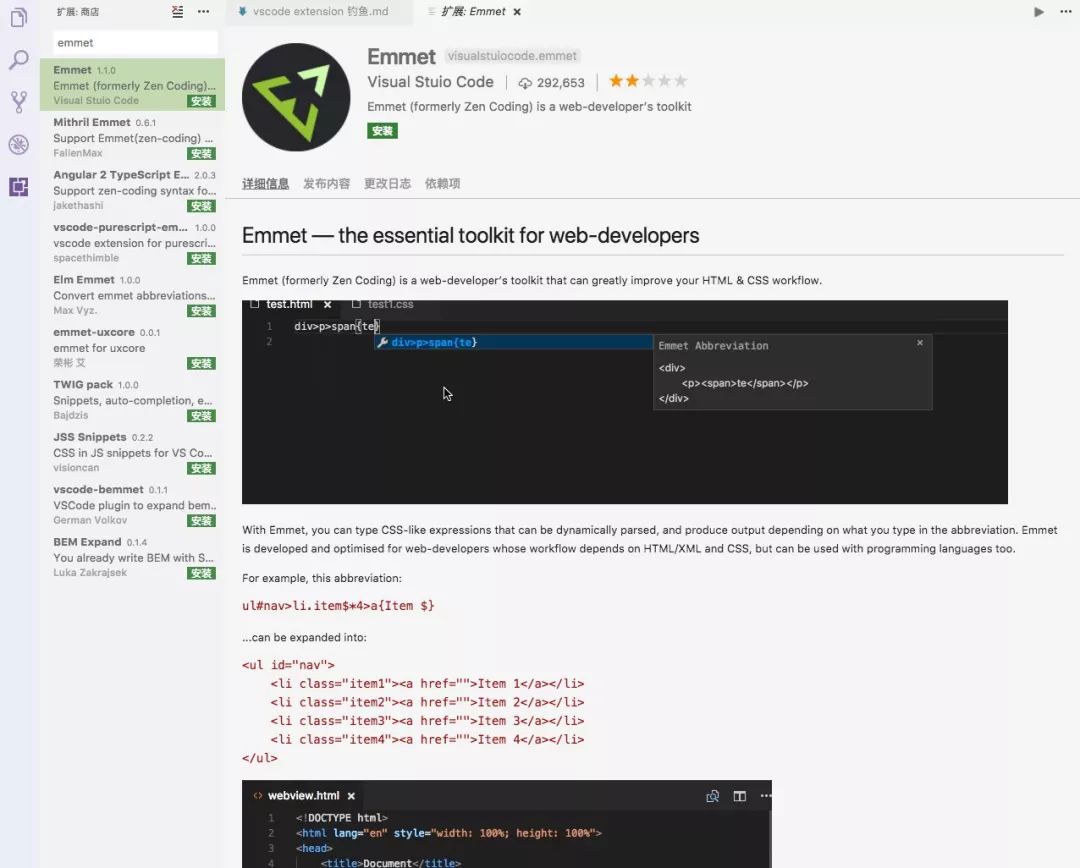 扩展: 商店
vscode extension 钓鱼.md
扩展: Emmet
emmet
Emmet 1.1.0
Emmet (formerly Zen Coding)...
Visual Stuio Code
安装
Mithril Emmet 0.6.1
Support Emmet(zen-coding) ...
FallenMax
安装
Angular 2 TypeScript E... 2.0.3
Support zen-coding syntax fo...
jakethashi
安装
vscode-purescript-em... 1.0.0
vscode extension for purescri...
spacethimble
安装
Elm Emmet 1.0.0
Convert emmet abbreviations...
Max Vyz.
安装
emmet-uxcore 0.0.1
emmet for uxcore
荣彬 艾
安装
TWIG pack 1.0.0
Snippets, auto-completion, e...
Bajdzis
安装
JSS Snippets 0.2.2
CSS in JS snippets for VS Co...
visioncan
安装
vscode-bemmet 0.1.1
VSCode plugin to expand bem...
German Volkov
安装
BEM Expand 0.1.4
You already write BEM with S...
Luka Zakrajsek
安装
Emmet visualstuiocode.emmet
Visual Stuio Code 292,653
Emmet (formerly Zen Coding) is a web-developer's toolkit
安装
详细信息 发布内容 更改日志 依赖项
Emmet — the essential toolkit for web-developers
Emmet (formerly Zen Coding) is a web-developer's toolkit that can greatly improve your HTML & CSS workflow.
test.html test1.css
1 div>p>span{te}
2
div>p>span{te}
Emmet Abbreviation
<div>
<p><span>te</span></p>
</div>
With Emmet, you can type CSS-like expressions that can be dynamically parsed, and produce output depending on what you type in the abbreviation. Emmet
is developed and optimised for web-developers whose workflow depends on HTML/XML and CSS, but can be used with programming languages too.
For example, this abbreviation:
ul#nav>li.item$*4>a{Item $}
...can be expanded into:
<ul id="nav">
<li class="item1"><a href="">Item 1</a></li>
<li class="item2"><a href="">Item 2</a></li>
<li class="item3"><a href="">Item 3</a></li>
<li class="item4"><a href="">Item 4</a></li>
</ul>
webview.html
1 <!DOCTYPE html>
2 <html lang="en" style="width: 100%; height: 100%">
3 <head>
4 <title>Document</title>